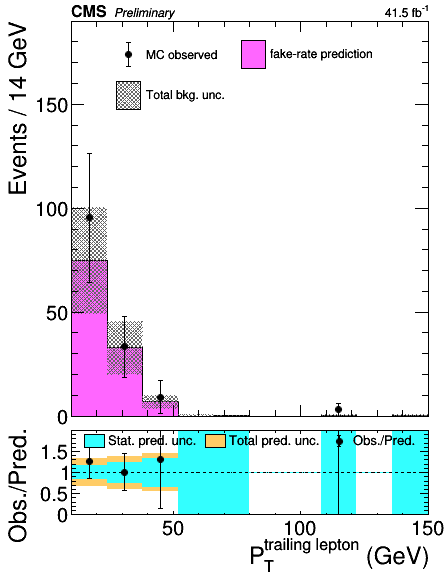 CMS Preliminary 41.5 fb⁻¹
MC observed fake-rate prediction
Total bkg. unc.
Events / 14 GeV
150
100
50
0
Stat. pred. unc. Total pred. unc. Obs./Pred.
Obs./Pred.
1.5
1
0.5
0
50 100 150
P_T^trailing lepton (GeV)